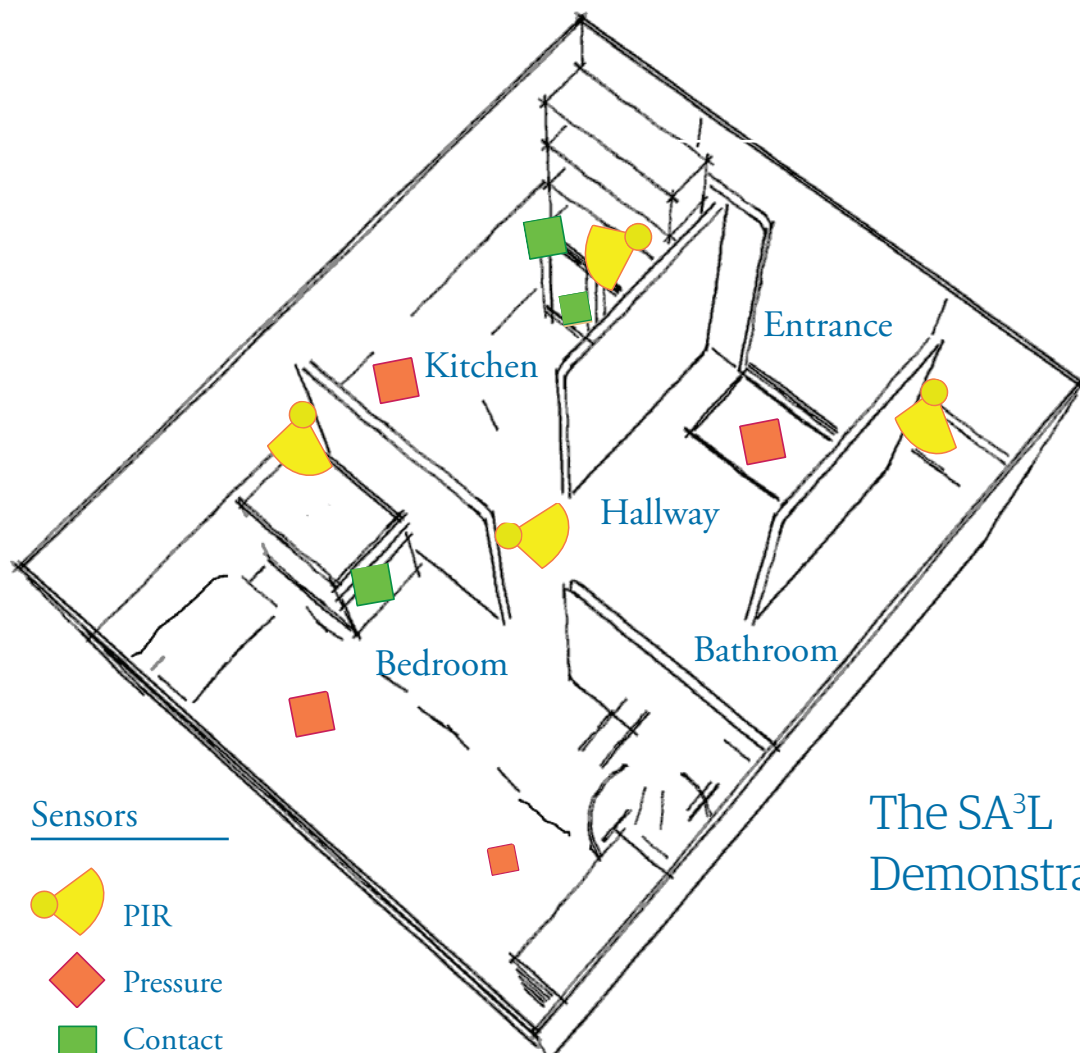 Entrance
Kitchen
Hallway
Bathroom
Bedroom
Sensors
PIR
Pressure
Contact
The SA³L
Demonstra